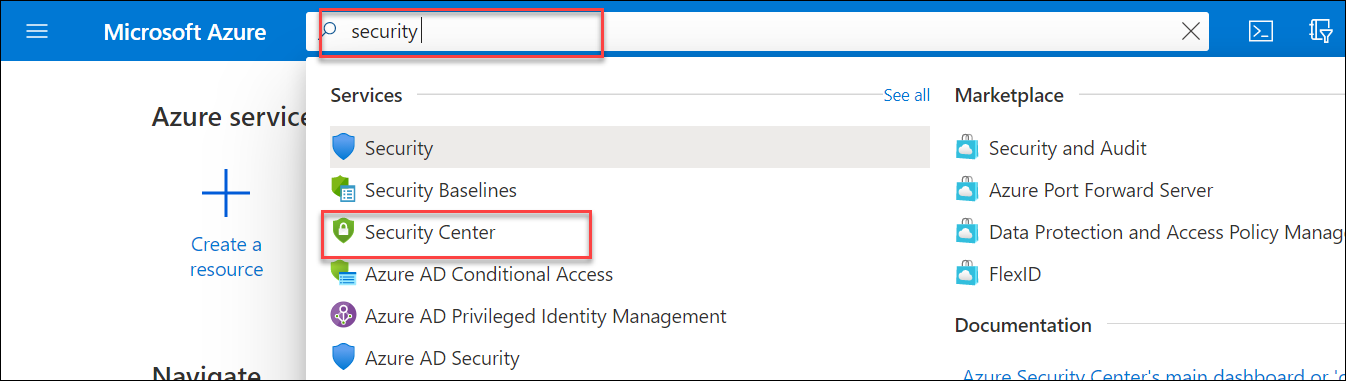 Microsoft Azure
security
Azure service
Create a
resource
Navigate
Services
See all
Security
Security Baselines
Security Center
Azure AD Conditional Access
Azure AD Privileged Identity Management
Azure AD Security
Marketplace
Security and Audit
Azure Port Forward Server
Data Protection and Access Policy Manage
FlexID
Documentation
Azure Security Center's main dashboard or 'o